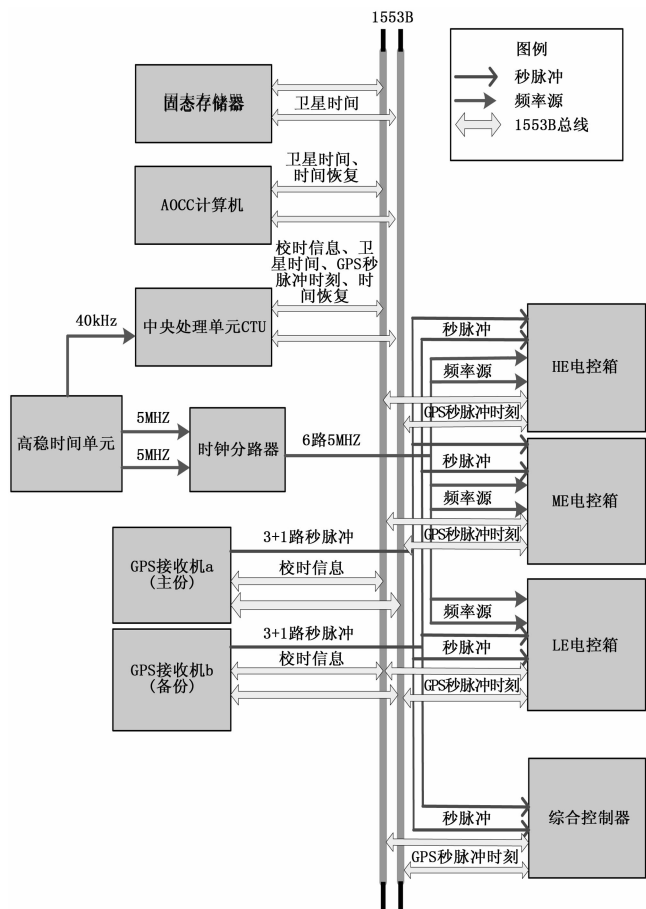 1553B
图例
秒脉冲
频率源
1553B总线
固态存储器
卫星时间
卫星时间、
时间恢复
AOCC计算机
校时信息、卫
星时间、GPS秒
脉冲时刻、时
间恢复
40kHz
中央处理单元CTU
秒脉冲
频率源
HE电控箱
GPS秒脉冲时刻
高稳时间单元
5MHZ
5MHZ
时钟分路器
6路5MHZ
秒脉冲
频率源
ME电控箱
GPS秒脉冲时刻
3+1路秒脉冲
GPS接收机a
(主份)
校时信息
频率源
秒脉冲
LE电控箱
GPS秒脉冲时刻
3+1路秒脉冲
GPS接收机b
(备份)
校时信息
秒脉冲
综合控制器
GPS秒脉冲时刻